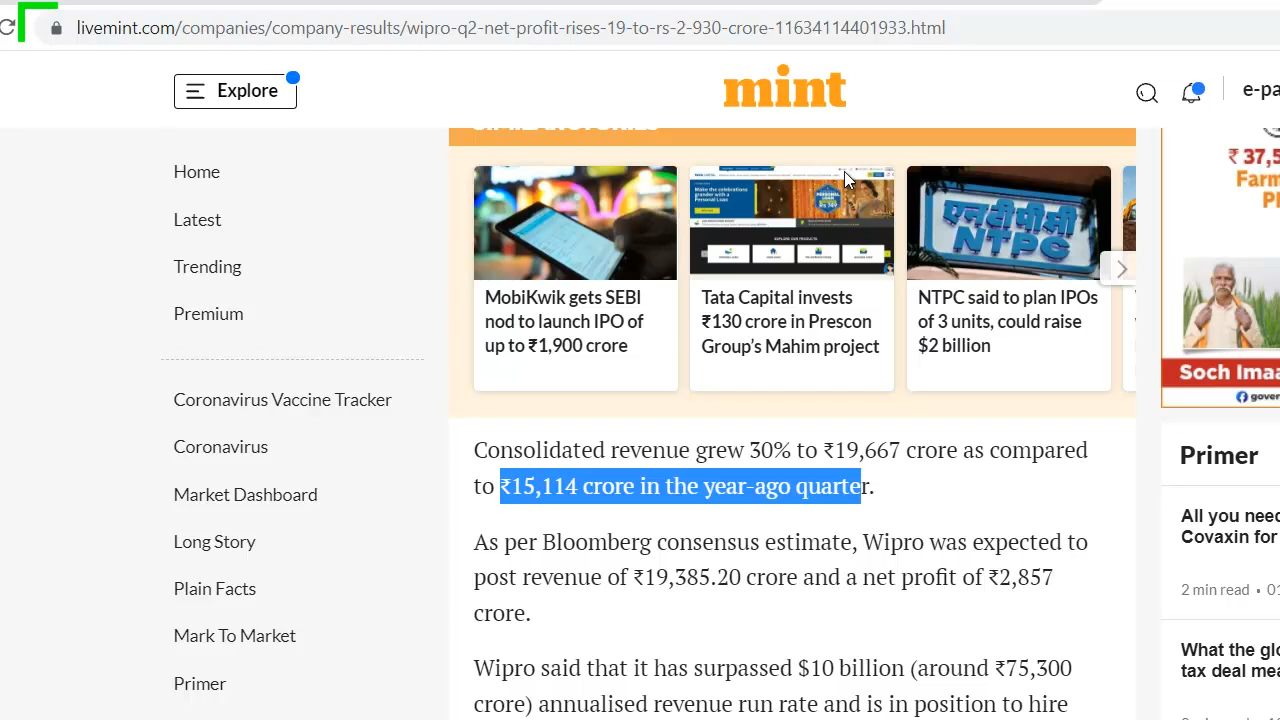 livemint.com/companies/company-results/wipro-q2-net-profit-rises-19-to-rs-2-930-crore-11634114401933.html
Explore
mint
e-pa
Home
Latest
Trending
Premium
Coronavirus Vaccine Tracker
Coronavirus
Market Dashboard
Long Story
Plain Facts
Mark To Market
Primer
एनटीपीसी
NTPC
MobiKwik gets SEBI
nod to launch IPO of
up to ₹1,900 crore
Tata Capital invests
₹130 crore in Prescon
Group’s Mahim project
NTPC said to plan IPOs
of 3 units, could raise
$2 billion
Consolidated revenue grew 30% to ₹19,667 crore as compared
to ₹15,114 crore in the year-ago quarter.
As per Bloomberg consensus estimate, Wipro was expected to
post revenue of ₹19,385.20 crore and a net profit of ₹2,857
crore.
Wipro said that it has surpassed $10 billion (around ₹75,300
crore) annualised revenue run rate and is in position to hire
₹ 37,5
Farm
Soch Imaa
gover
Primer
All you need
Covaxin for
2 min read • 01
What the glo
tax deal mea